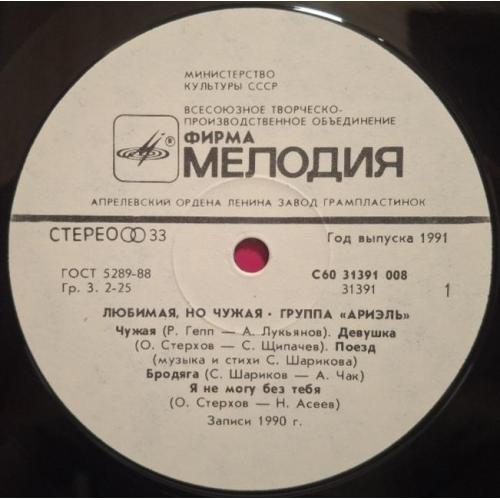 МИНИСТЕРСТВО
КУЛЬТУРЫ СССР
ВСЕСОЮЗНОЕ ТВОРЧЕСКО-
ПРОИЗВОДСТВЕННОЕ ОБЪЕДИНЕНИЕ
® ФИРМА
МЕЛОДИЯ
АПРЕЛЕВСКИЙ ОРДЕНА ЛЕНИНА ЗАВОД ГРАМПЛАСТИНОК
СТЕРЕО 33
Год выпуска 1991
ГОСТ 5289-88
С60 31391 008
Гр. 3. 2-25
31391
1
ЛЮБИМАЯ, НО ЧУЖАЯ · ГРУППА «АРИЭЛЬ»
Чужая (Р. Гепп — А. Лукьянов). Девушка
(О. Стерхов — С. Щипачев). Поезд
(музыка и стихи С. Шарикова)
Бродяга (С. Шариков — А. Чак)
Я не могу без тебя
(О. Стерхов — Н. Асеев)
Записи 1990 г.